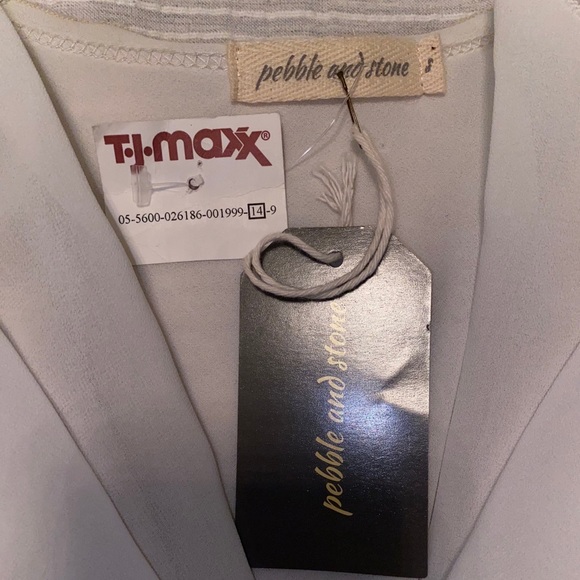 pebble and stone
S
T·J·maxx®
05-5600-026186-001999-14-9
pebble and stone